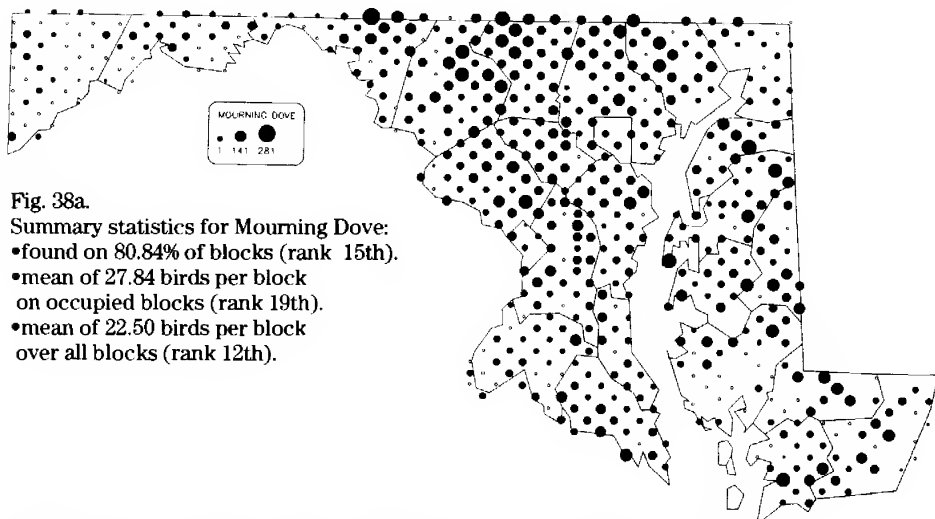 MOURNING DOVE
1 141 281
Fig. 38a.
Summary statistics for Mourning Dove:
•found on 80.84% of blocks (rank 15th).
•mean of 27.84 birds per block
on occupied blocks (rank 19th).
•mean of 22.50 birds per block
over all blocks (rank 12th).